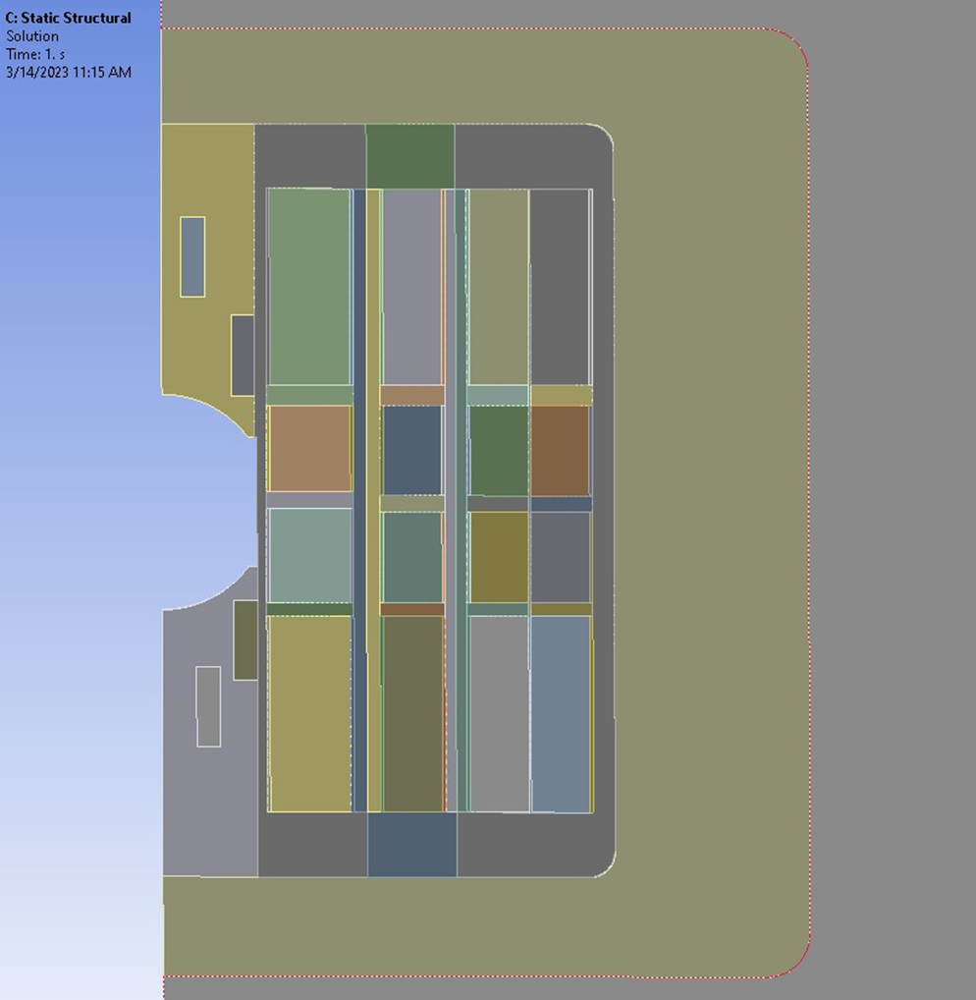 C: Static Structural
Solution
Time: 1. s
3/14/2023 11:15 AM